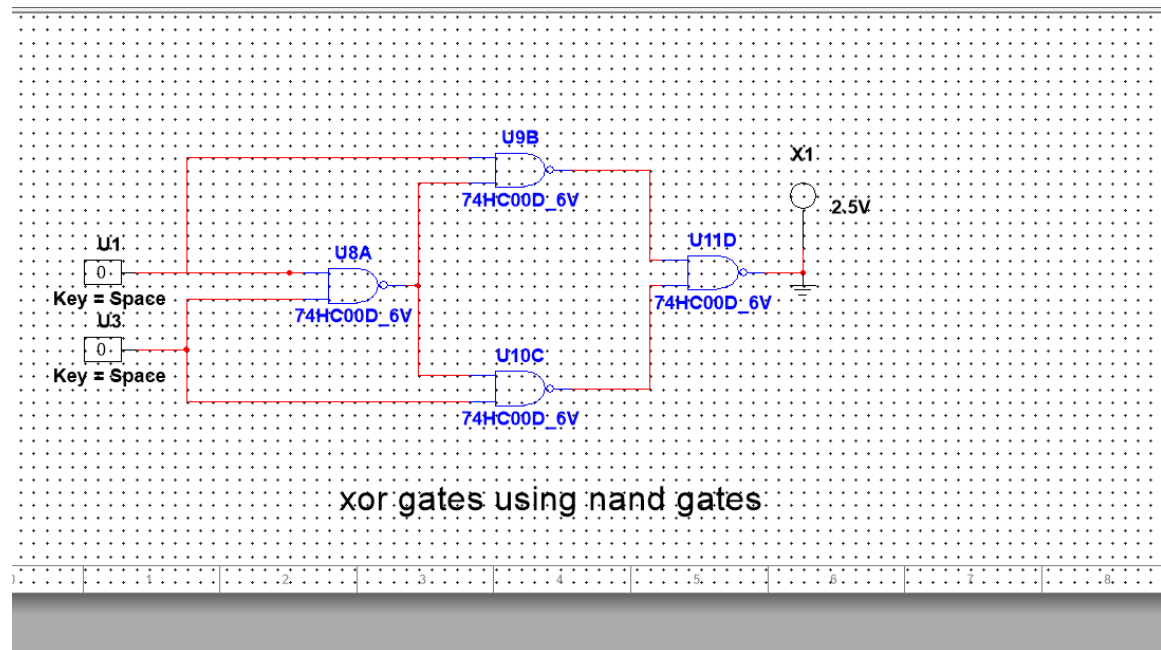 U9B
74HC00D_6V
X1
2.5V
U1
0
Key = Space
U8A
74HC00D_6V
U11D
74HC00D_6V
U3
0
Key = Space
U10C
74HC00D_6V
xor gates using nand gates
0 1 2 3 4 5 6 7 8